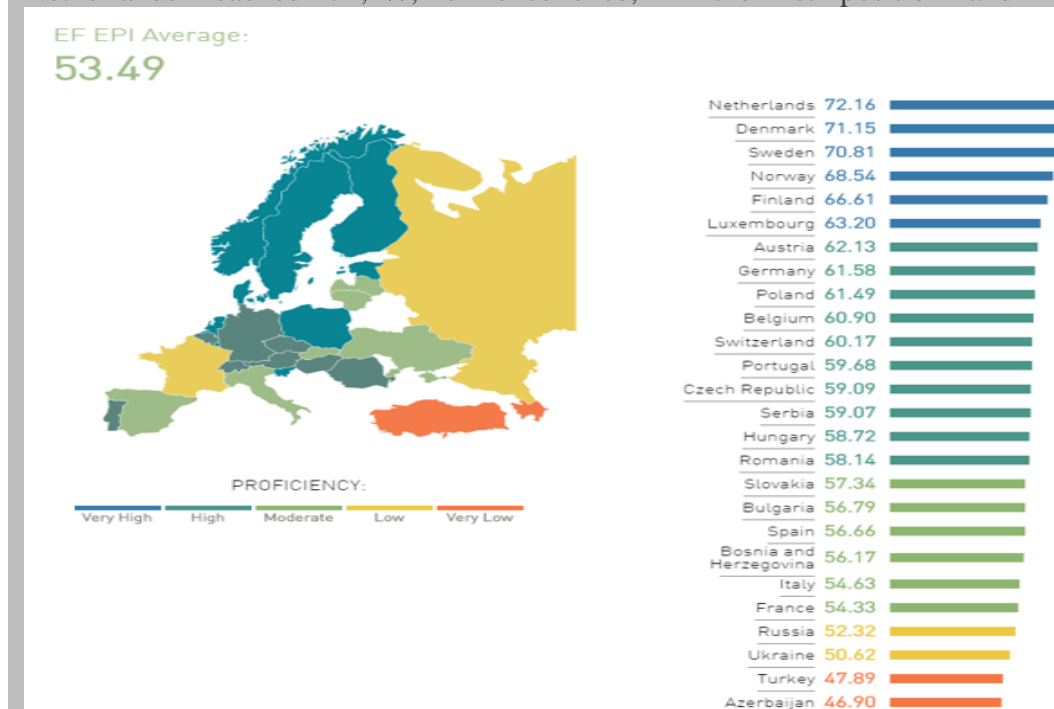 EF EPI Average:
53.49
Netherlands 72.16
Denmark 71.15
Sweden 70.81
Norway 68.54
Finland 66.61
Luxembourg 63.20
Austria 62.13
Germany 61.58
Poland 61.49
Belgium 60.90
Switzerland 60.17
Portugal 59.68
Czech Republic 59.09
Serbia 59.07
Hungary 58.72
Romania 58.14
Slovakia 57.34
Bulgaria 56.79
Spain 56.66
Bosnia and
Herzegovina 56.17
Italy 54.63
France 54.33
Russia 52.32
Ukraine 50.62
Turkey 47.89
Azerbaijan 46.90
PROFICIENCY:
Very High High Moderate Low Very Low